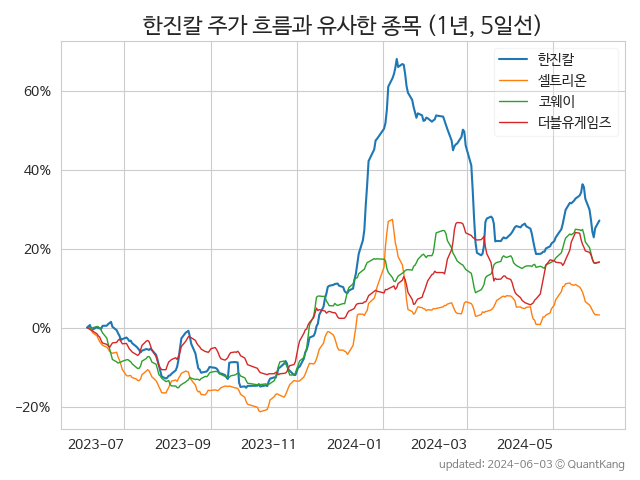 한진칼 주가 흐름과 유사한 종목 (1년, 5일선)
한진칼
셀트리온
코웨이
더블유게임즈
60%
40%
20%
0%
−20%
2023-07
2023-09
2023-11
2024-01
2024-03
2024-05
updated: 2024-06-03 © QuantKang